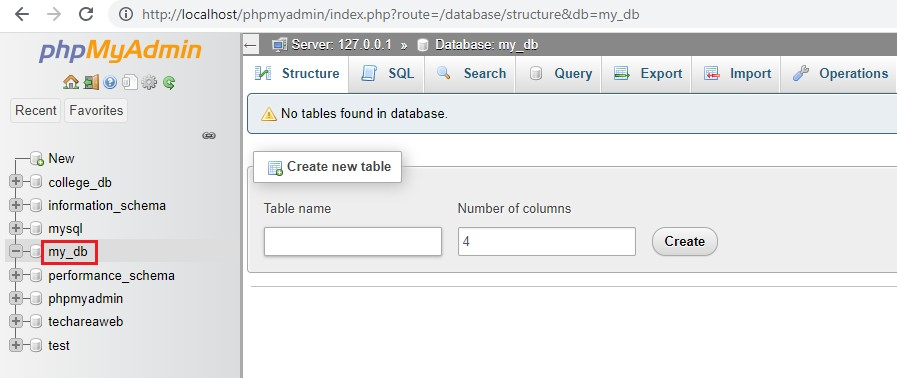 http://localhost/phpmyadmin/index.php?route=/database/structure&db=my_db
phpMyAdmin
Recent Favorites
New
college_db
information_schema
mysql
my_db
performance_schema
phpmyadmin
techareaweb
test
Server: 127.0.0.1 » Database: my_db
Structure SQL Search Query Export Import Operations
No tables found in database.
Create new table
Table name Number of columns
4 Create